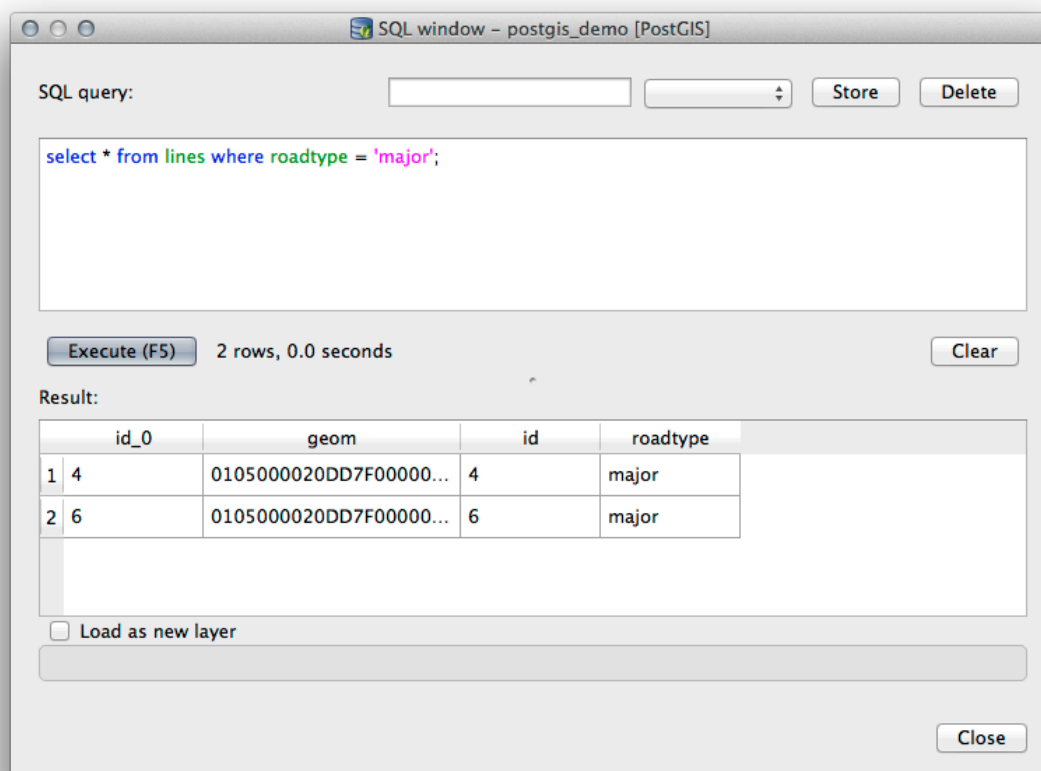 SQL window – postgis_demo [PostGIS]
SQL query: Store Delete
select * from lines where roadtype = 'major';
Execute (F5) 2 rows, 0.0 seconds Clear
Result:
id_0 geom id roadtype
1 4 0105000020DD7F00000... 4 major
2 6 0105000020DD7F00000... 6 major
Load as new layer
Close